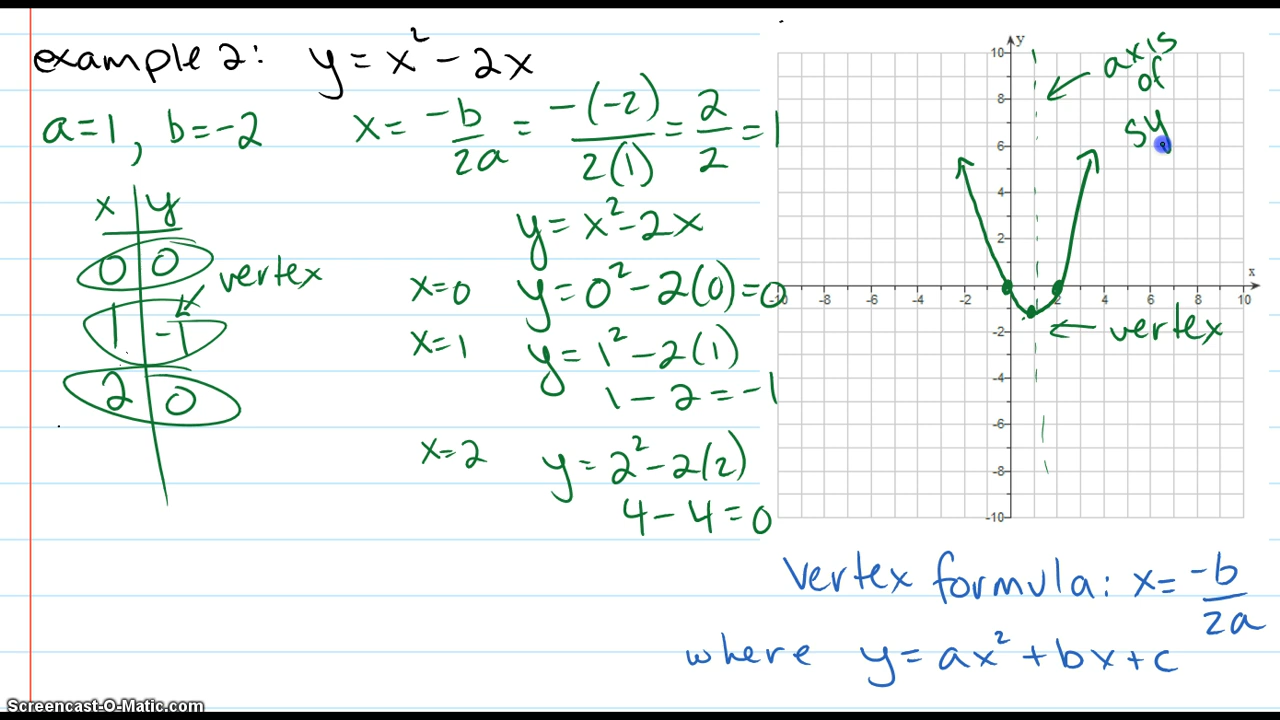 example 2: y = x² - 2x
a=1, b=-2
x = -b/2a = -(-2)/2(1) = 2/2 = 1
x y
0 0
1 -1
2 0
vertex
y = x² - 2x
x=0 y = 0² - 2(0) = 0
x=1 y = 1² - 2(1)
1 - 2 = -1
x=2 y = 2² - 2(2)
4 - 4 = 0
y
10
8
6
4
2
-2
-4
-6
-8
-10
x
-10 -8 -6 -4 -2 2 4 6 8 10
axis
of
sy
vertex
vertex formula: x = -b/2a
where y = ax² + bx + c
Screencast-O-Matic.com